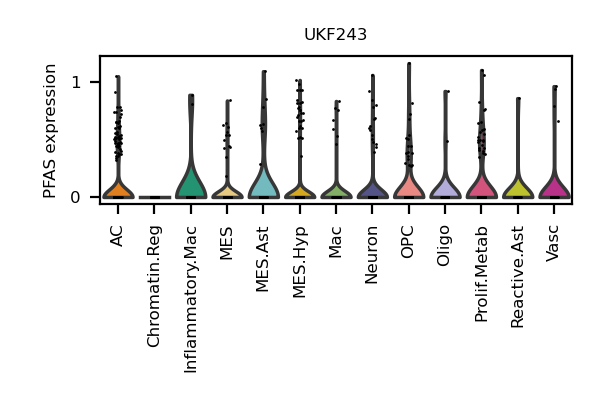 UKF243
PFAS expression
1
0
AC
Chromatin.Reg
Inflammatory.Mac
MES
MES.Ast
MES.Hyp
Mac
Neuron
OPC
Oligo
Prolif.Metab
Reactive.Ast
Vasc